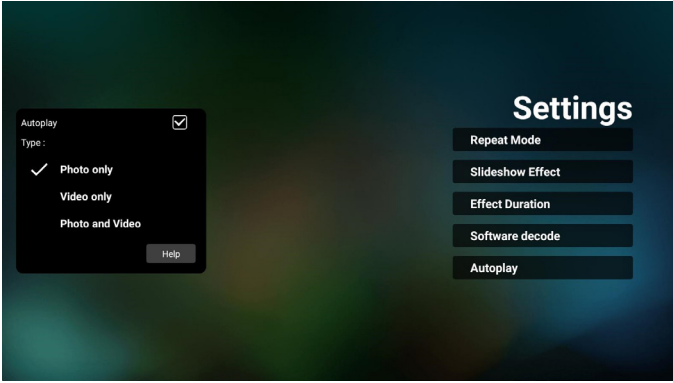 Settings
Autoplay
Type :
Photo only
Video only
Photo and Video
Help
Repeat Mode
Slideshow Effect
Effect Duration
Software decode
Autoplay